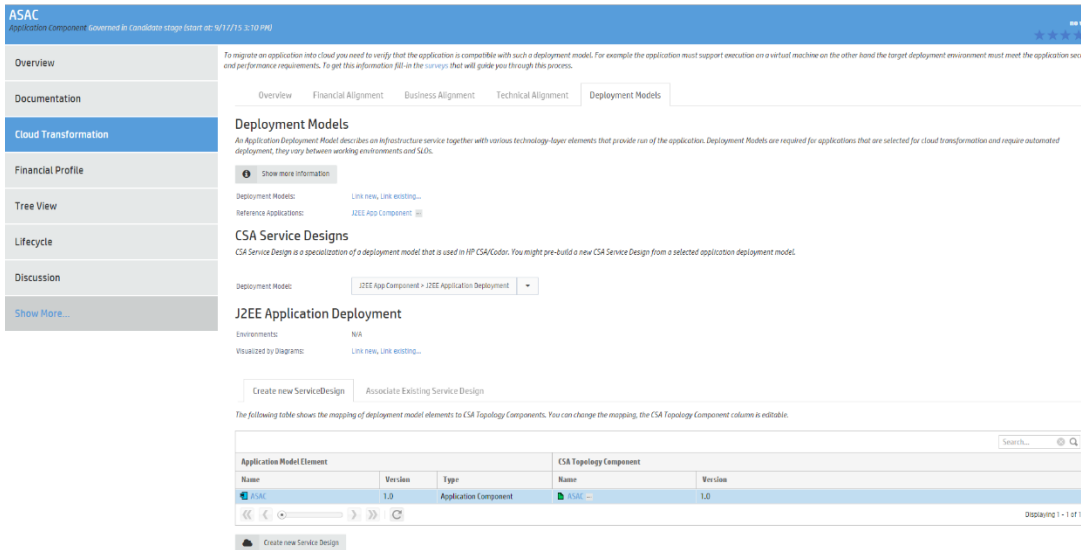 ASAC
Application Component Governed in Candidate stage (start at: 9/17/15 3:10 PM)
Overview
Documentation
Cloud Transformation
Financial Profile
Tree View
Lifecycle
Discussion
Show More...
To migrate an application into cloud you need to verify that the application is compatible with such a deployment model. For example the application must support execution on a virtual machine on the other hand the target deployment environment must meet the application sec
and performance requirements. To get this information fill-in the surveys that will guide you through this process.
Overview Financial Alignment Business Alignment Technical Alignment Deployment Models
Deployment Models
An Application Deployment Model describes an infrastructure service together with various technology-layer elements that provide run of the application. Deployment Models are required for applications that are selected for cloud transformation and require automated
deployment, they vary between working environments and SLOs.
Show more information
Deployment Models: Link new, Link existing...
Reference Applications: J2EE App Component ...
CSA Service Designs
CSA Service Design is a specialization of a deployment model that is used in HP CSA/Codar. You might pre-build a new CSA Service Design from a selected application deployment model.
Deployment Model: J2EE App Component > J2EE Application Deployment
J2EE Application Deployment
Environments: N/A
Visualized by Diagrams: Link new, Link existing...
Create new ServiceDesign Associate Existing Service Design
The following table shows the mapping of deployment model elements to CSA Topology Components. You can change the mapping, the CSA Topology Component column is editable.
Search...
Application Model Element CSA Topology Component
Name Version Type Name Version
ASAC 1.0 Application Component ASAC ... 1.0
Displaying 1 - 1 of 1
Create new Service Design